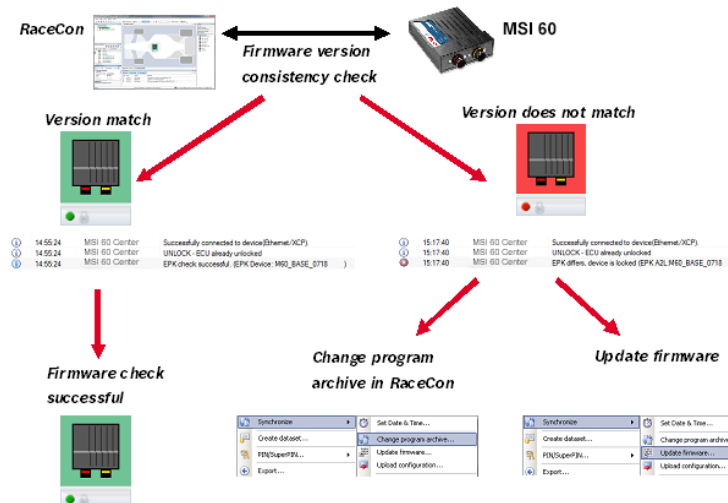 RaceCon
MSI 60
Firmware version
consistency check
Version match
Version does not match
14:55:24 MSI 60 Center Successfully connected to device(Ethernet/XCP).
14:55:24 MSI 60 Center UNLOCK - ECU already unlocked
14:55:24 MSI 60 Center EPK check successful. (EPK Device: M60_BASE_0718 )
15:17:40 MSI 60 Center Successfully connected to device(Ethernet/XCP).
15:17:40 MSI 60 Center UNLOCK - ECU already unlocked
15:17:40 MSI 60 Center EPK differs, device is locked (EPK A2L:M60_BASE_0718
Firmware check
successful
Change program
archive in RaceCon
Update firmware
Synchronize
Create dataset...
PIN/SuperPIN...
Export...
Set Date & Time...
Change program archive...
Update firmware...
Upload configuration...
Synchronize
Create dataset...
PIN/SuperPIN...
Export...
Set Date & Time...
Change program archive
Update firmware...
Upload configuration...